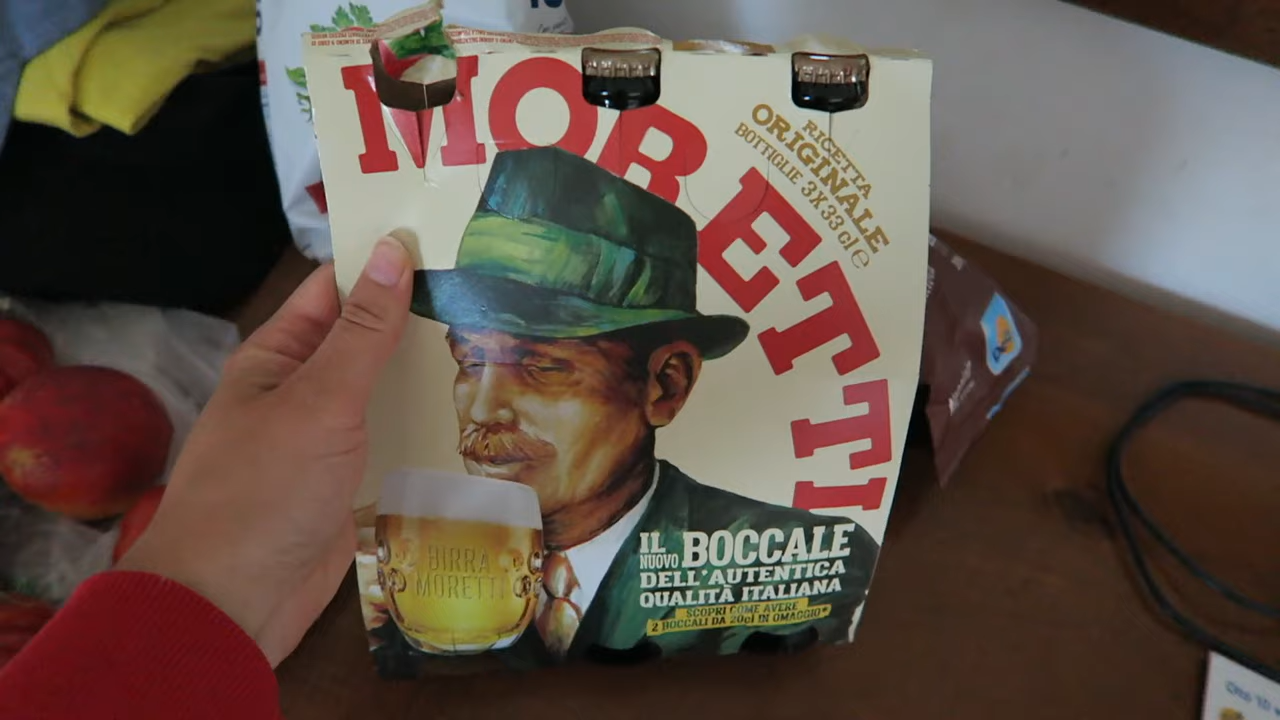 MORETTI
RICETTA
ORIGINALE
BOTTIGLIE 3X33 cl e
BIRRA
MORETTI
IL
NUOVO
BOCCALE
DELL'AUTENTICA
QUALITÀ ITALIANA
SCOPRI COME AVERE
2 BOCCALI DA 20cl IN OMAGGIO*